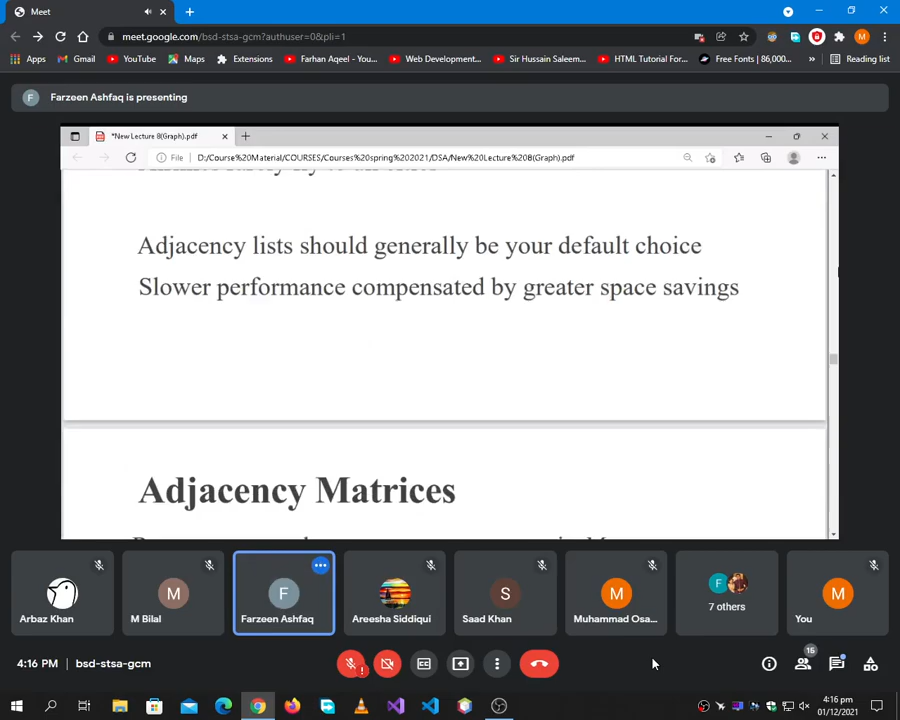 Meet
meet.google.com/bsd-stsa-gcm?authuser=0&pli=1
Apps
Gmail
YouTube
Maps
Extensions
Farhan Aqeel - You...
Web Development...
Sir Hussain Saleem...
HTML Tutorial For...
Free Fonts | 86,000...
»
Reading list
F
Farzeen Ashfaq is presenting
*New Lecture 8(Graph).pdf
File
D:/Course%20Material/COURSES/Courses%20spring%202021/DSA/New%20Lecture%208(Graph).pdf
Adjacency lists should generally be your default choice
Slower performance compensated by greater space savings
Adjacency Matrices
Arbaz Khan
M
M Bilal
F
Farzeen Ashfaq
Areesha Siddiqui
S
Saad Khan
M
Muhammad Osa...
F
7 others
M
You
4:16 PM
bsd-stsa-gcm
15
4:16 pm
01/12/2021